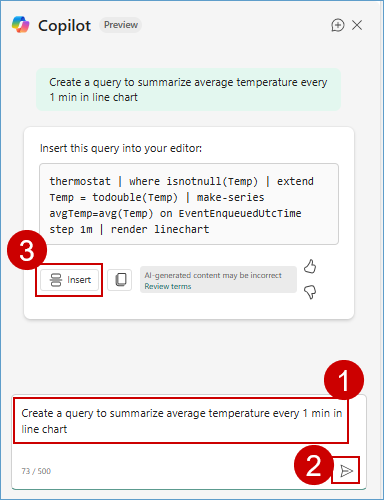 Copilot Preview
Create a query to summarize average temperature every
1 min in line chart
Insert this query into your editor:
thermostat | where isnotnull(Temp) | extend
Temp = todouble(Temp) | make-series
avgTemp=avg(Temp) on EventEnqueuedUtcTime
step 1m | render linechart
3
Insert
AI-generated content may be incorrect
Review terms
1
Create a query to summarize average temperature every 1 min in
line chart
2
73 / 500